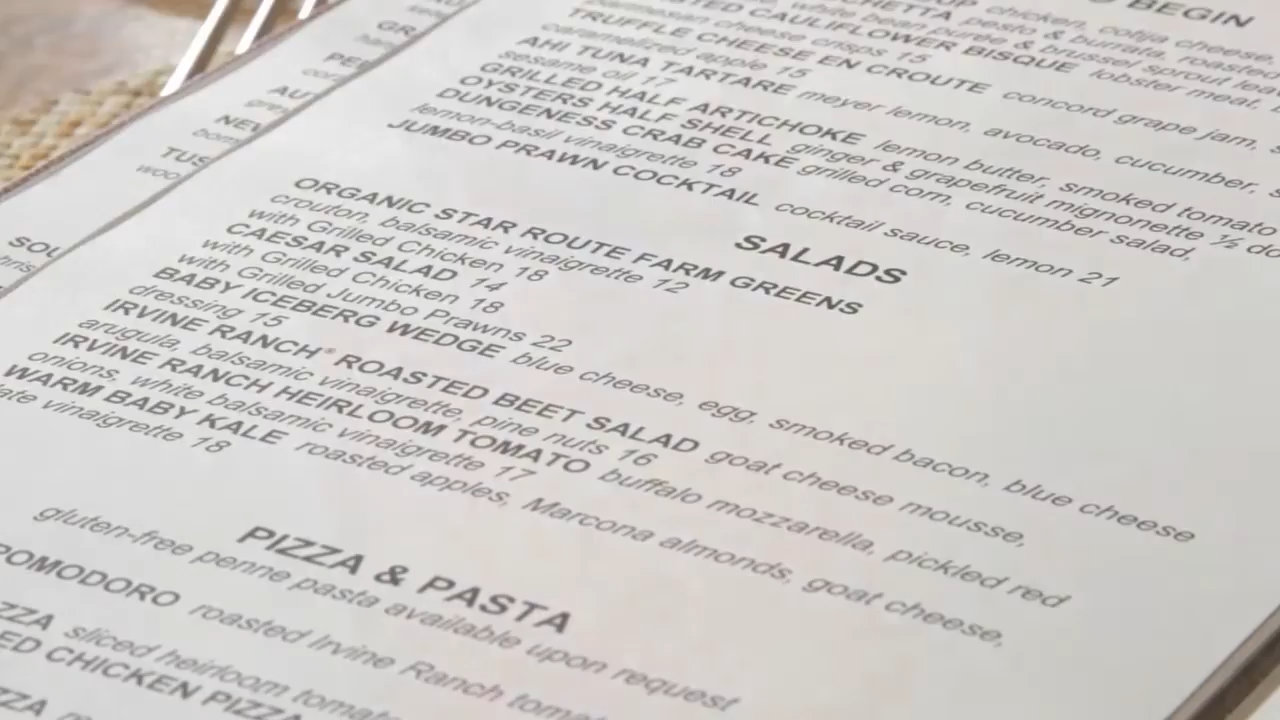 BEGIN
chicken, cotija cheese,
pesto & burrata, roasted
white bean purée & brussel sprout
CAULIFLOWER BISQUE lobster meat,
parmesan cheese crisps 15
TRUFFLE CHEESE EN CROUTE concord grape jam,
caramelized apple 15
AHI TUNA TARTARE meyer lemon, avocado, cucumber,
sesame oil 17
GRILLED HALF ARTICHOKE lemon butter, smoked tomato
OYSTERS HALF SHELL ginger & grapefruit mignonette ½
DUNGENESS CRAB CAKE grilled corn, cucumber salad,
lemon-basil vinaigrette 18
JUMBO PRAWN COCKTAIL cocktail sauce, lemon 21
SALADS
ORGANIC STAR ROUTE FARM GREENS
crouton, balsamic vinaigrette 12
with Grilled Chicken 18
CAESAR SALAD 14
with Grilled Chicken 18
with Grilled Jumbo Prawns 22
BABY ICEBERG WEDGE blue cheese, egg, smoked bacon, blue cheese
dressing 15
IRVINE RANCH® ROASTED BEET SALAD goat cheese mousse,
arugula, balsamic vinaigrette, pine nuts 16
IRVINE RANCH HEIRLOOM TOMATO buffalo mozzarella, pickled red
onions, white balsamic vinaigrette 17
WARM BABY KALE roasted apples, Marcona almonds, goat cheese,
vinaigrette 18
PIZZA & PASTA
gluten-free penne pasta available upon request
POMODORO roasted Irvine Ranch
sliced heirloom
CHICKEN PIZZA